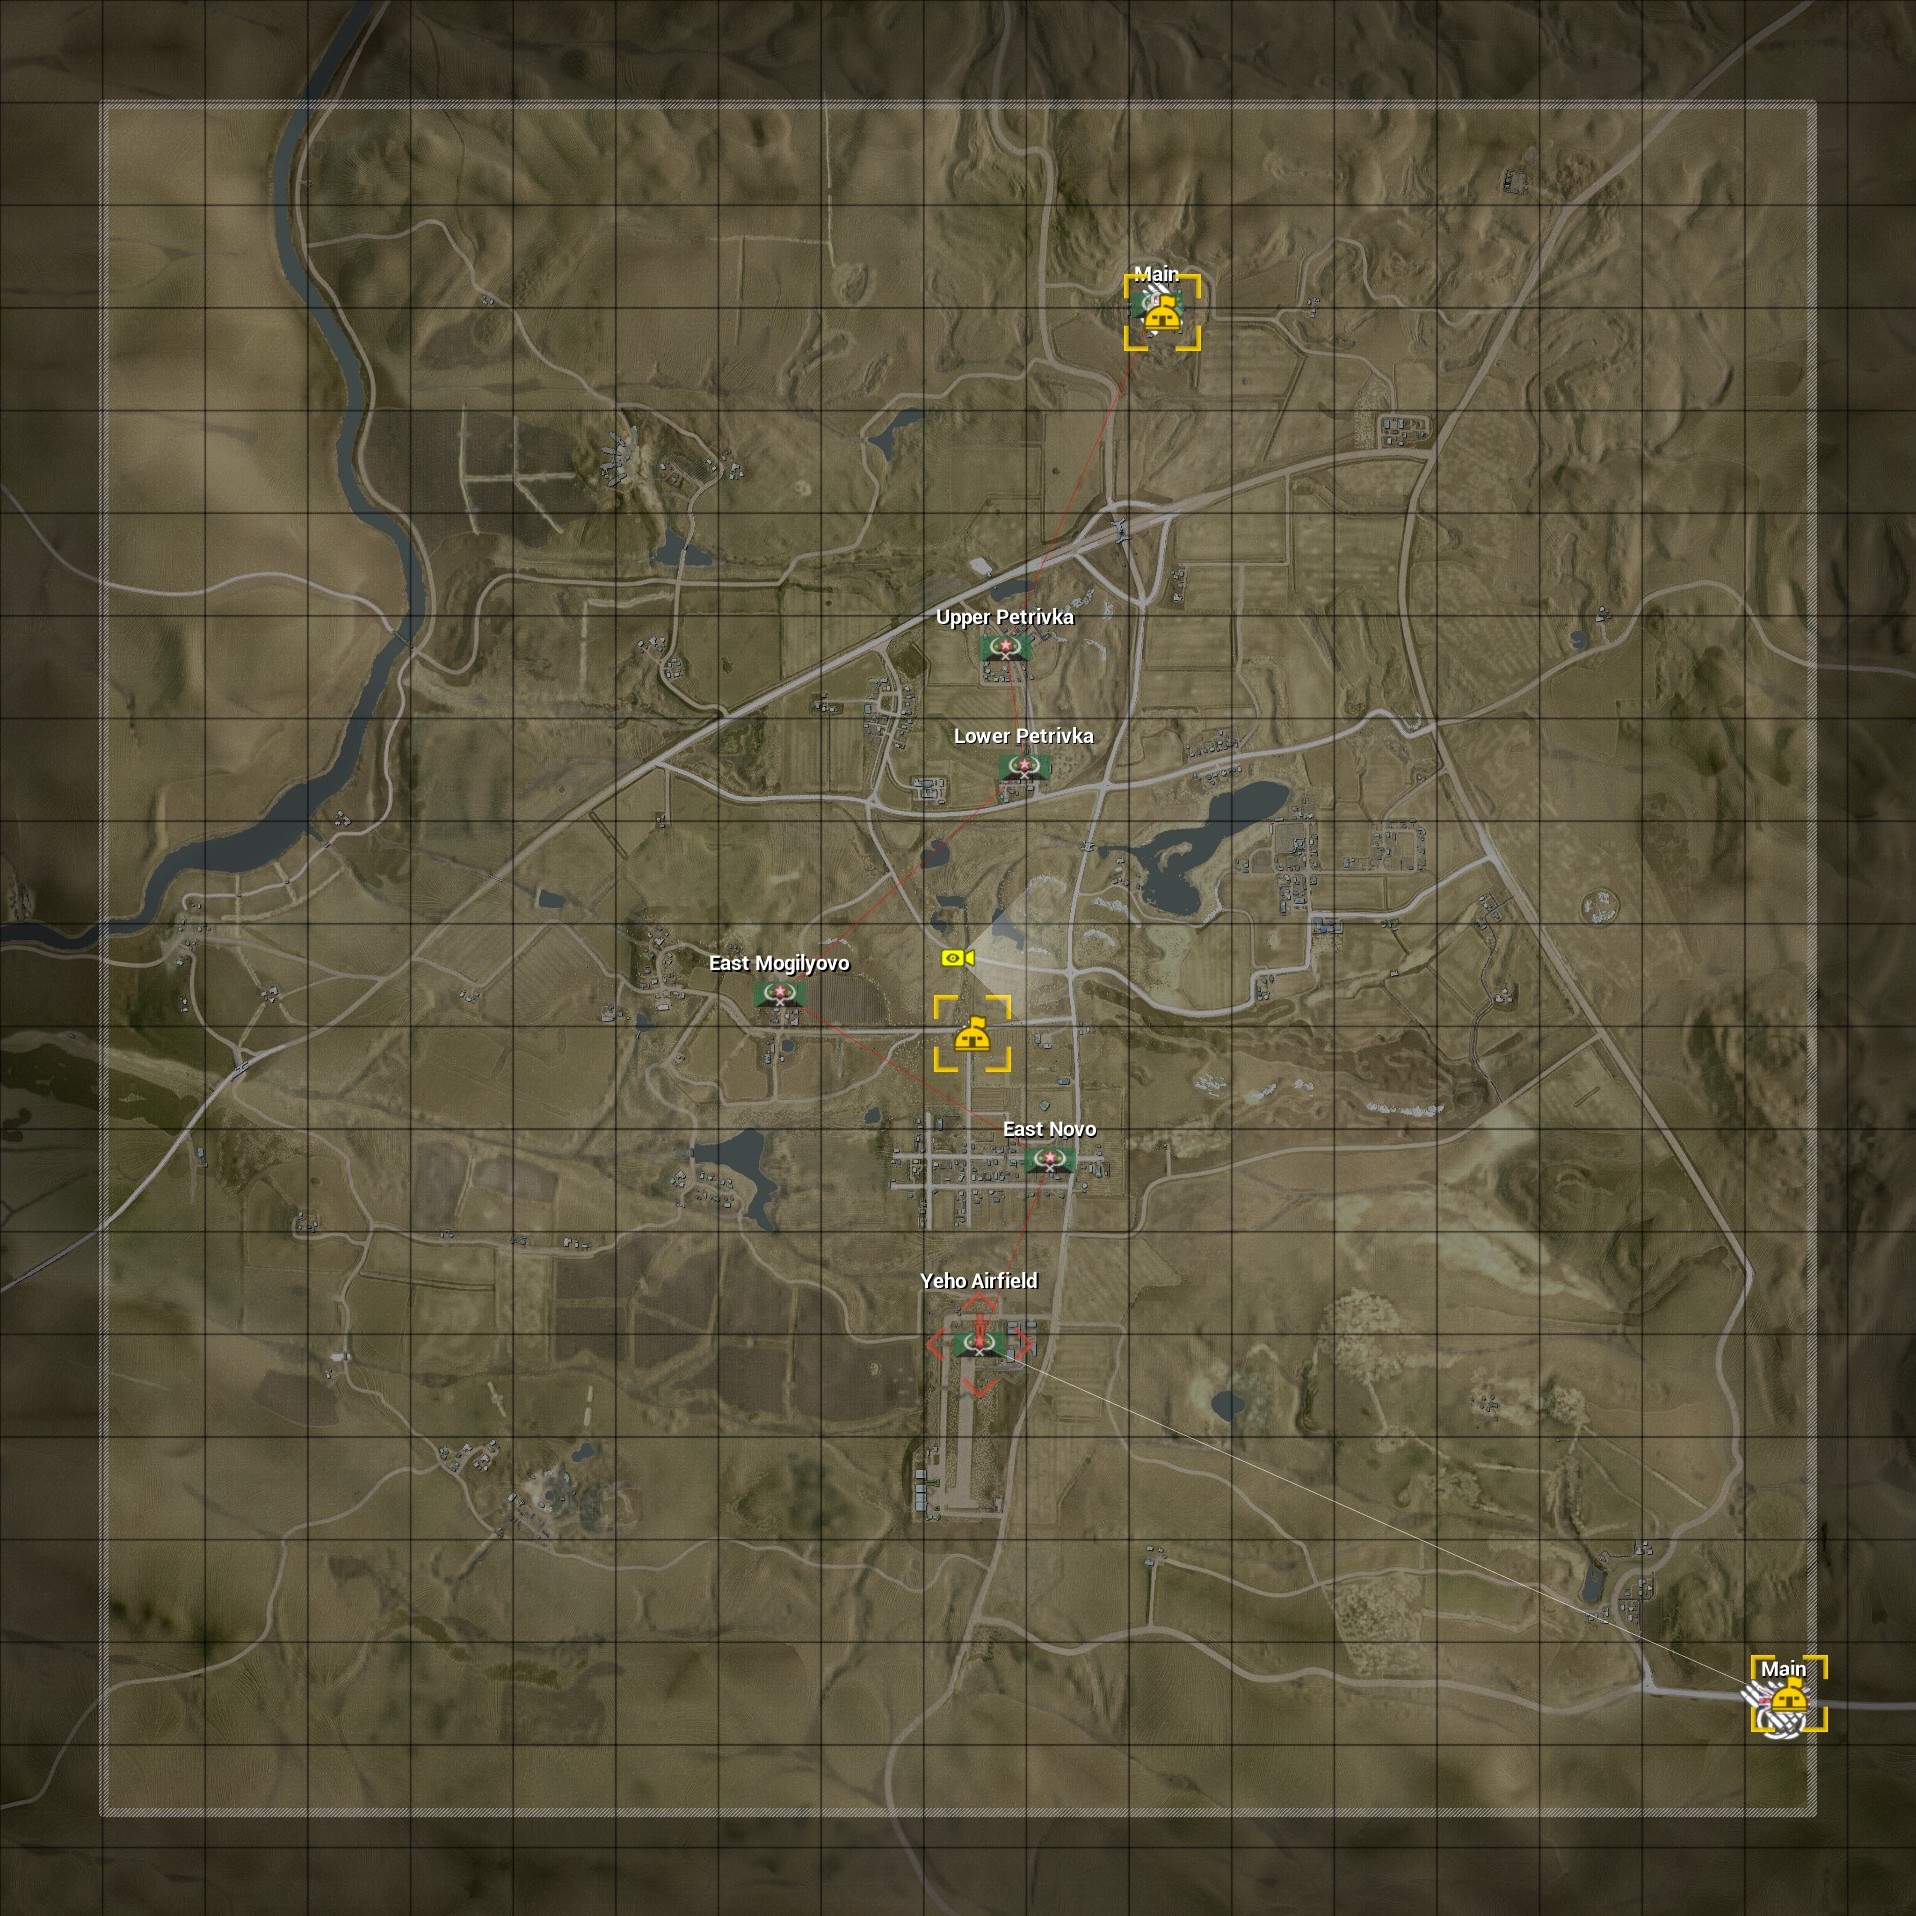 Main
Upper Petrivka
Lower Petrivka
East Mogilyovo
East Novo
Yeho Airfield
Main